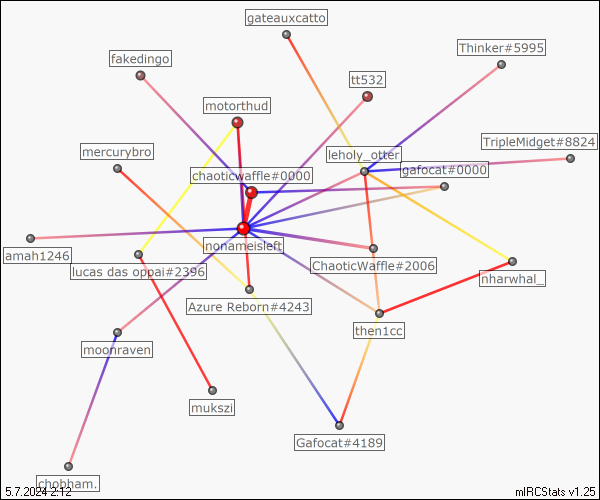 gateauxcatto
Thinker#5995
fakedingo
tt532
motorthud
TripleMidget#8824
mercurybro
leholy_otter
gafocat#0000
chaoticwaffle#0000
nonameisleft
amah1246
lucas das oppai#2396
ChaoticWaffle#2006
nharwhal_
Azure Reborn#4243
then1cc
moonraven
mukszi
Gafocat#4189
chobham.
5.7.2024 2:12
mIRCStats v1.25